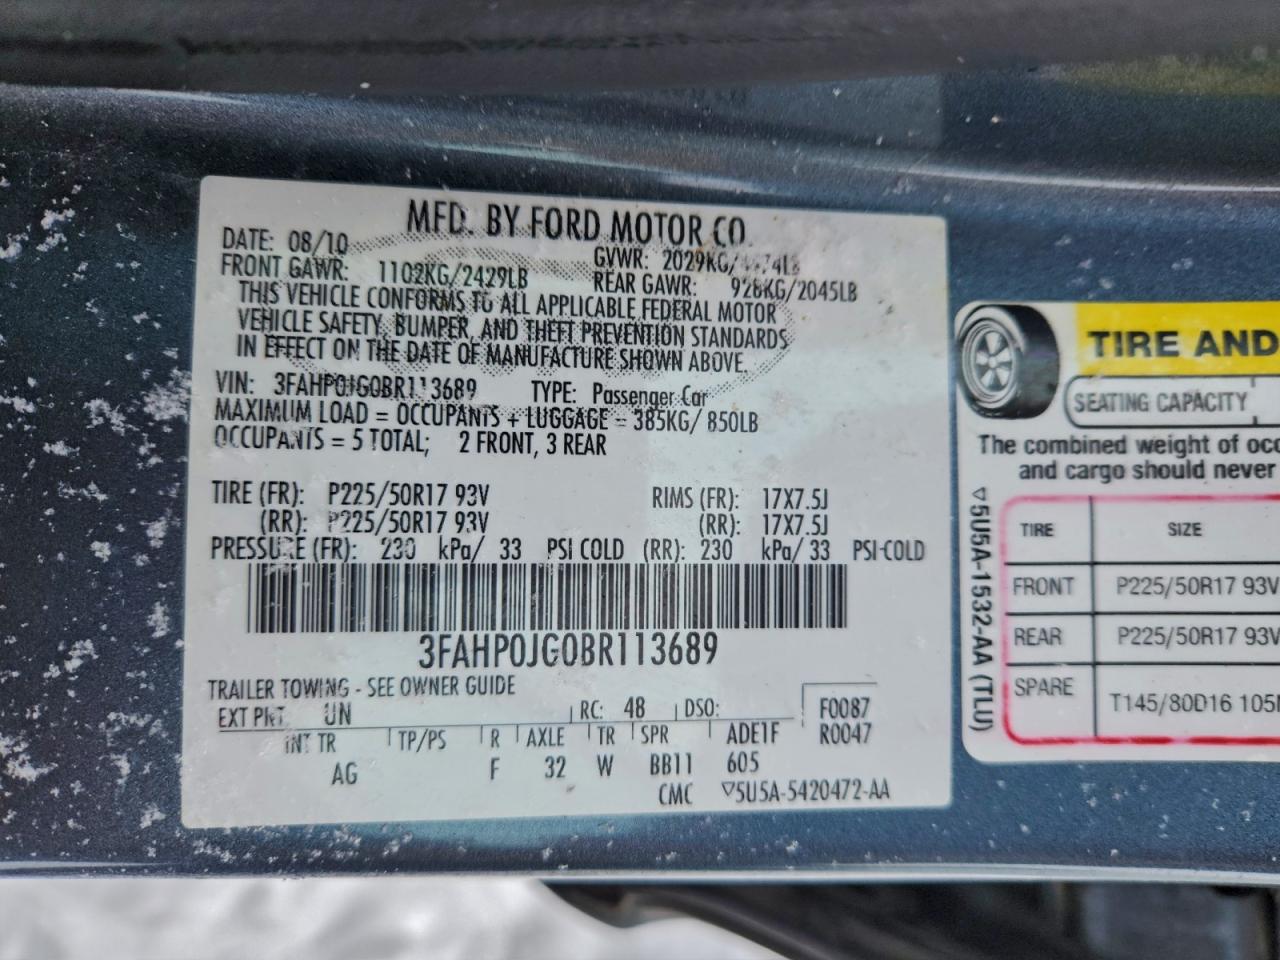 MFD. BY FORD MOTOR CO.
DATE: 08/10
GVWR: 2029KG/
FRONT GAWR: 1102KG/2429LB
REAR GAWR: 928KG/2045LB
THIS VEHICLE CONFORMS TO ALL APPLICABLE FEDERAL MOTOR
VEHICLE SAFETY, BUMPER, AND THEFT PREVENTION STANDARDS
IN EFFECT ON THE DATE OF MANUFACTURE SHOWN ABOVE.
VIN: 3FAHP0JG0BR113689 TYPE: Passenger Car
MAXIMUM LOAD = OCCUPANTS + LUGGAGE = 385KG/ 850LB
OCCUPANTS = 5 TOTAL; 2 FRONT, 3 REAR
TIRE (FR): P225/50R17 93V RIMS (FR): 17X7.5J
(RR): P225/50R17 93V (RR): 17X7.5J
PRESSURE (FR): 230 kPa/ 33 PSI COLD (RR): 230 kPa/ 33 PSI-COLD
3FAHP0JG0BR113689
TRAILER TOWING - SEE OWNER GUIDE
EXT PNT UN RC: 48 DSO: F0087
INT TR TP/PS R AXLE TR SPR ADE1F R0047
AG F 32 W BB11 605
CMC ▽5U5A-5420472-AA
TIRE AND
SEATING CAPACITY
The combined weight of occ
and cargo should never
TIRE SIZE
FRONT P225/50R17 93V
REAR P225/50R17 93V
SPARE T145/80D16 105
▽5U5A-1532-AA (TLU)